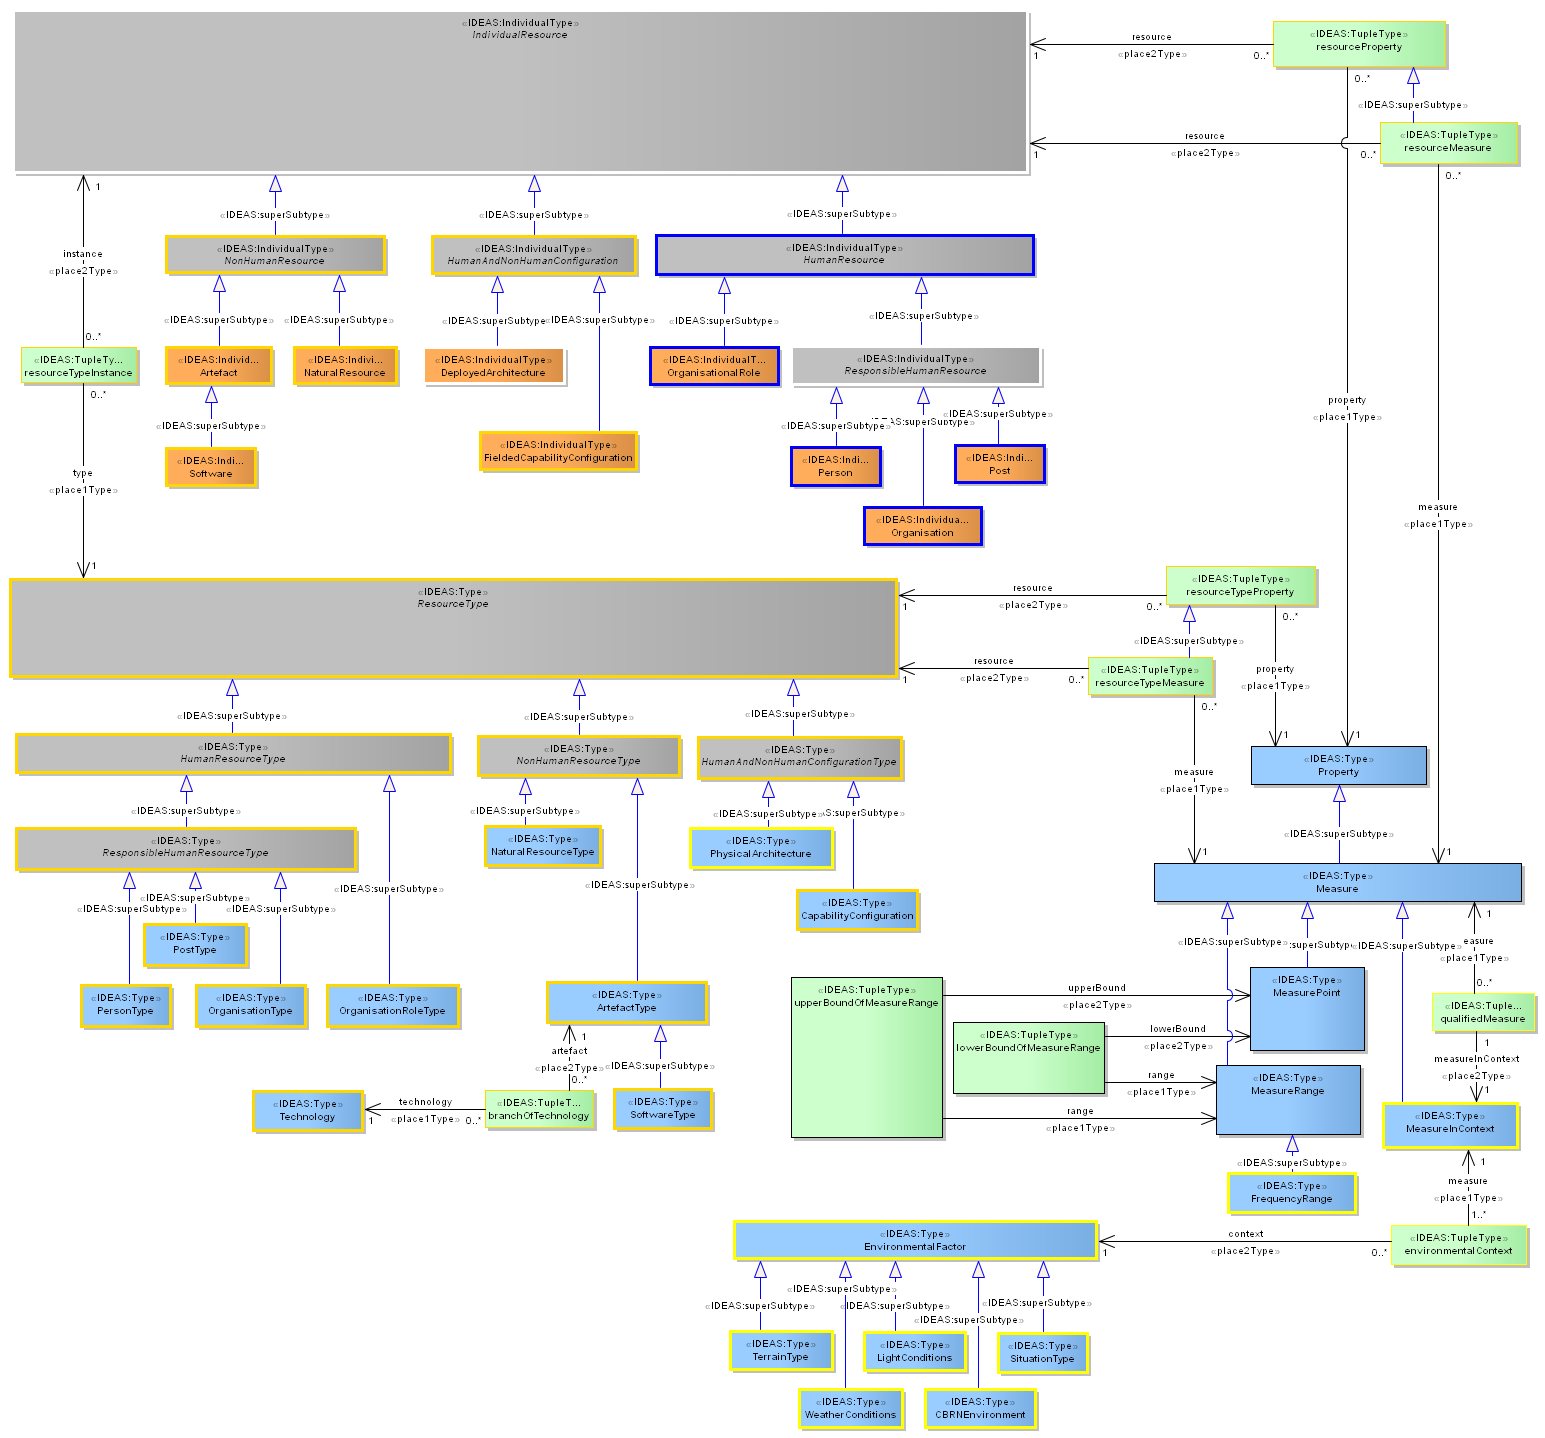 «IDEAS:IndividualType»
IndividualResource
resource
«place2Type»
1
0..*
«IDEAS:TupleType»
resourceProperty
0..*
«IDEAS:superSubtype»
resource
«place2Type»
1
0..*
«IDEAS:TupleType»
resourceMeasure
0..*
1
instance
«place2Type»
0..*
«IDEAS:superSubtype»
«IDEAS:superSubtype»
«IDEAS:superSubtype»
«IDEAS:IndividualType»
NonHumanResource
«IDEAS:IndividualType»
HumanAndNonHumanConfiguration
«IDEAS:IndividualType»
HumanResource
«IDEAS:superSubtype»
«IDEAS:superSubtype»
«IDEAS:superSubtype»
«IDEAS:superSubtype»
«IDEAS:superSubtype»
«IDEAS:superSubtype»
«IDEAS:TupleTy...
resourceTypeInstance
0..*
«IDEAS:Individ...
Artefact
«IDEAS:Indivi...
NaturalResource
«IDEAS:IndividualType»
DeployedArchitecture
«IDEAS:IndividualT...
OrganisationalRole
«IDEAS:IndividualType»
ResponsibleHumanResource
«IDEAS:superSubtype»
«IDEAS:superSubtype»
IDEAS:superSubtype»
«IDEAS:superSubtype»
«IDEAS:Indi...
Software
«IDEAS:IndividualType»
FieldedCapabilityConfiguration
«IDEAS:Indi...
Person
«IDEAS:Indi...
Post
«IDEAS:Individua...
Organisation
type
«place1Type»
1
property
«place1Type»
1
measure
«place1Type»
1
«IDEAS:Type»
ResourceType
resource
«place2Type»
1
0..*
«IDEAS:TupleType»
resourceTypeProperty
0..*
«IDEAS:superSubtype»
resource
«place2Type»
1
0..*
«IDEAS:TupleType»
resourceTypeMeasure
0..*
property
«place1Type»
1
«IDEAS:superSubtype»
«IDEAS:superSubtype»
«IDEAS:superSubtype»
«IDEAS:Type»
HumanResourceType
«IDEAS:Type»
NonHumanResourceType
«IDEAS:Type»
HumanAndNonHumanConfigurationType
«IDEAS:Type»
Property
measure
«place1Type»
1
«IDEAS:superSubtype»
«IDEAS:superSubtype»
«IDEAS:superSubtype»
«IDEAS:superSubtype»
«IDEAS:superSubtype»
«IDEAS:Type»
ResponsibleHumanResourceType
«IDEAS:Type»
NaturalResourceType
«IDEAS:Type»
PhysicalArchitecture
«IDEAS:superSubtype»
«IDEAS:superSubtype»
«IDEAS:superSubtype»
«IDEAS:superSubtype»
«IDEAS:superSubtype»
«IDEAS:superSubtype»
«IDEAS:Type»
CapabilityConfiguration
«IDEAS:Type»
Measure
«IDEAS:Type»
PostType
«IDEAS:Type»
PersonType
«IDEAS:Type»
OrganisationType
«IDEAS:Type»
OrganisationRoleType
«IDEAS:Type»
ArtefactType
«IDEAS:superSubtype»
:superSubtype
«IDEAS:superSubtype»
1
easure
«place1Type»
0..*
«IDEAS:TupleType»
upperBoundOfMeasureRange
upperBound
«place2Type»
«IDEAS:Type»
MeasurePoint
«IDEAS:Tuple...
qualifiedMeasure
«IDEAS:TupleType»
lowerBoundOfMeasureRange
lowerBound
«place2Type»
range
«place1Type»
range
«place1Type»
«IDEAS:Type»
MeasureRange
1
measureInContext
«place2Type»
1
«IDEAS:Type»
MeasureInContext
1
artefact
«place2Type»
0..*
«IDEAS:superSubtype»
«IDEAS:Type»
Technology
technology
«place1Type»
1
0..*
«IDEAS:TupleT...
branchOfTechnology
«IDEAS:Type»
SoftwareType
«IDEAS:superSubtype»
«IDEAS:Type»
FrequencyRange
1
measure
«place1Type»
1..*
«IDEAS:Type»
EnvironmentalFactor
context
«place2Type»
1
0..*
«IDEAS:TupleType»
environmentalContext
«IDEAS:superSubtype»
«IDEAS:superSubtype»
«IDEAS:superSubtype»
«IDEAS:superSubtype»
«IDEAS:superSubtype»
«IDEAS:Type»
TerrainType
«IDEAS:Type»
LightConditions
«IDEAS:Type»
SituationType
«IDEAS:Type»
WeatherConditions
«IDEAS:Type»
CBRNEnvironment